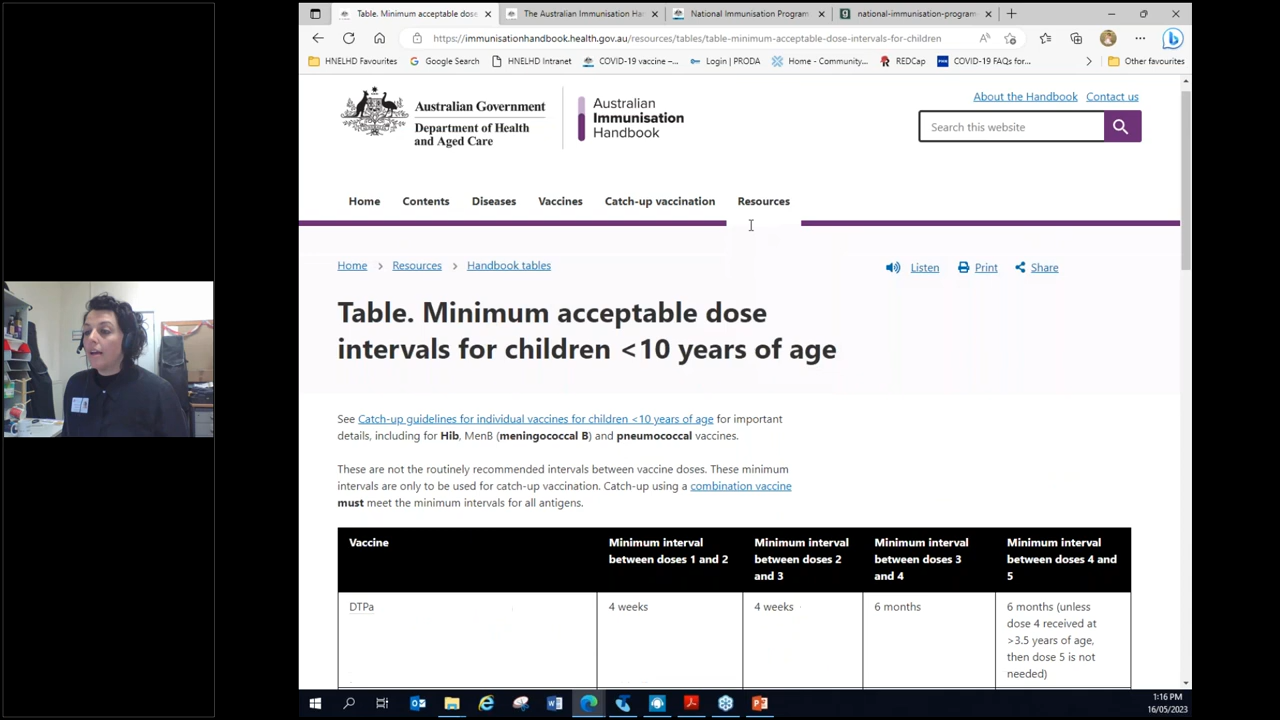 Table. Minimum acceptable dose
The Australian Immunisation Ha
National Immunisation Program
national-immunisation-program
https://immunisationhandbook.health.gov.au/resources/tables/table-minimum-acceptable-dose-intervals-for-children
HNELHD Favourites
Google Search
HNELHD Intranet
COVID-19 vaccine –...
Login | PRODA
Home - Community...
REDCap
COVID-19 FAQs for...
Other favourites
Australian Government
Department of Health
and Aged Care
Australian
Immunisation
Handbook
About the Handbook
Contact us
Search this website
Home
Contents
Diseases
Vaccines
Catch-up vaccination
Resources
Home > Resources > Handbook tables
Listen
Print
Share
Table. Minimum acceptable dose
intervals for children <10 years of age
See Catch-up guidelines for individual vaccines for children <10 years of age for important
details, including for Hib, MenB (meningococcal B) and pneumococcal vaccines.
These are not the routinely recommended intervals between vaccine doses. These minimum
intervals are only to be used for catch-up vaccination. Catch-up using a combination vaccine
must meet the minimum intervals for all antigens.
Vaccine
Minimum interval
between doses 1 and 2
Minimum interval
between doses 2
and 3
Minimum interval
between doses 3
and 4
Minimum interval
between doses 4 and
5
DTPa
4 weeks
4 weeks
6 months
6 months (unless
dose 4 received at
>3.5 years of age,
then dose 5 is not
needed)
1:16 PM
16/05/2023